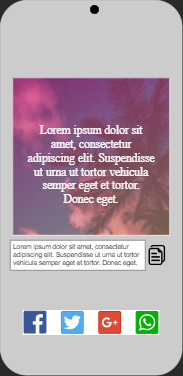 Lorem ipsum dolor sit
amet, consectetur
adipiscing elit. Suspendisse
ut urna ut tortor vehicula
semper eget et tortor.
Donec eget.
Lorem ipsum dolor sit amet, consectetur
adipiscing elit. Suspendisse ut urna ut tortor
vehicula semper eget et tortor. Donec eget.
f
G+